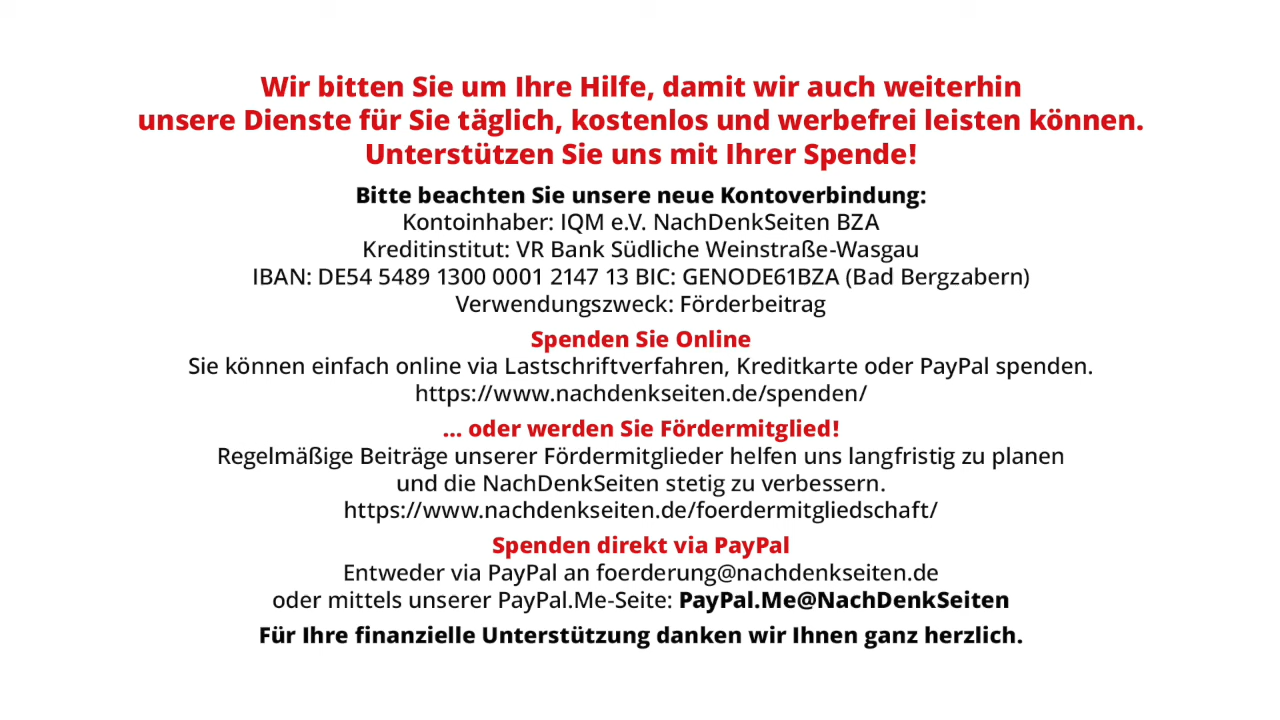 Wir bitten Sie um Ihre Hilfe, damit wir auch weiterhin
unsere Dienste für Sie täglich, kostenlos und werbefrei leisten können.
Unterstützen Sie uns mit Ihrer Spende!
Bitte beachten Sie unsere neue Kontoverbindung:
Kontoinhaber: IQM e.V. NachDenkSeiten BZA
Kreditinstitut: VR Bank Südliche Weinstraße-Wasgau
IBAN: DE54 5489 1300 0001 2147 13 BIC: GENODE61BZA (Bad Bergzabern)
Verwendungszweck: Förderbeitrag
Spenden Sie Online
Sie können einfach online via Lastschriftverfahren, Kreditkarte oder PayPal spenden.
https://www.nachdenkseiten.de/spenden/
... oder werden Sie Fördermitglied!
Regelmäßige Beiträge unserer Fördermitglieder helfen uns langfristig zu planen
und die NachDenkSeiten stetig zu verbessern.
https://www.nachdenkseiten.de/foerdermitgliedschaft/
Spenden direkt via PayPal
Entweder via PayPal an foerderung@nachdenkseiten.de
oder mittels unserer PayPal.Me-Seite: PayPal.Me@NachDenkSeiten
Für Ihre finanzielle Unterstützung danken wir Ihnen ganz herzlich.